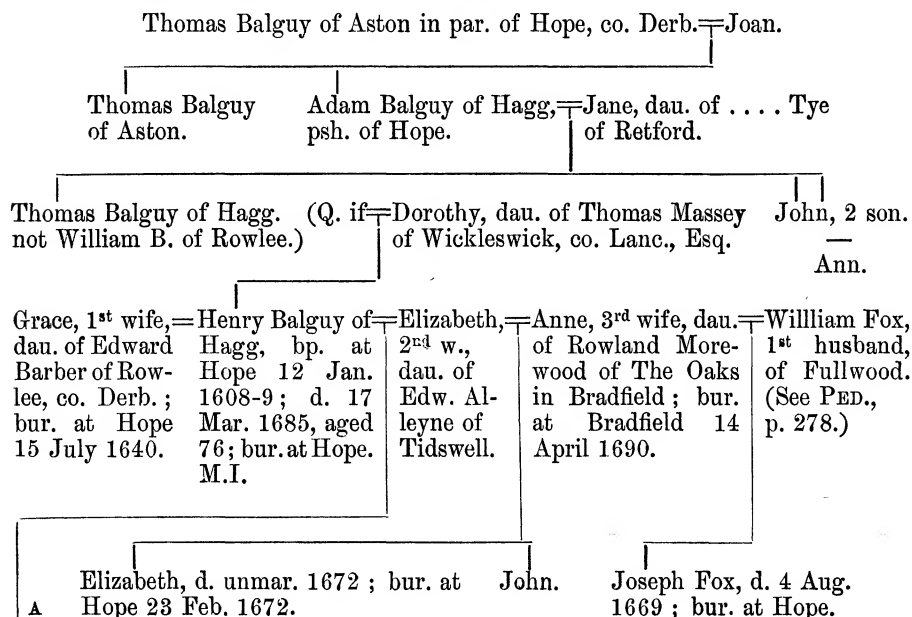 Thomas Balguy of Aston in par. of Hope, co. Derb.=Joan.
Thomas Balguy
of Aston.
Adam Balguy of Hagg,=Jane, dau. of .... Tye
psh. of Hope. of Retford.
Thomas Balguy of Hagg. (Q. if=Dorothy, dau. of Thomas Massey
not William B. of Rowlee.) of Wickleswick, co. Lanc., Esq.
John, 2 son.
—
Ann.
Grace, 1st wife,=
dau. of Edward
Barber of Row-
lee, co. Derb. ;
bur. at Hope
15 July 1640.
Henry Balguy of=
Hagg, bp. at
Hope 12 Jan.
1608-9 ; d. 17
Mar. 1685, aged
76 ; bur. at Hope.
M.I.
Elizabeth,=
2nd w.,
dau. of
Edw. Al-
leyne of
Tidswell.
Anne, 3rd wife, dau.=
of Rowland More-
wood of The Oaks
in Bradfield ; bur.
at Bradfield 14
April 1690.
Willliam Fox,
1st husband,
of Fullwood.
(See PED.,
p. 278.)
A
Elizabeth, d. unmar. 1672 ; bur. at
Hope 23 Feb. 1672.
John.
Joseph Fox, d. 4 Aug.
1669 ; bur. at Hope.